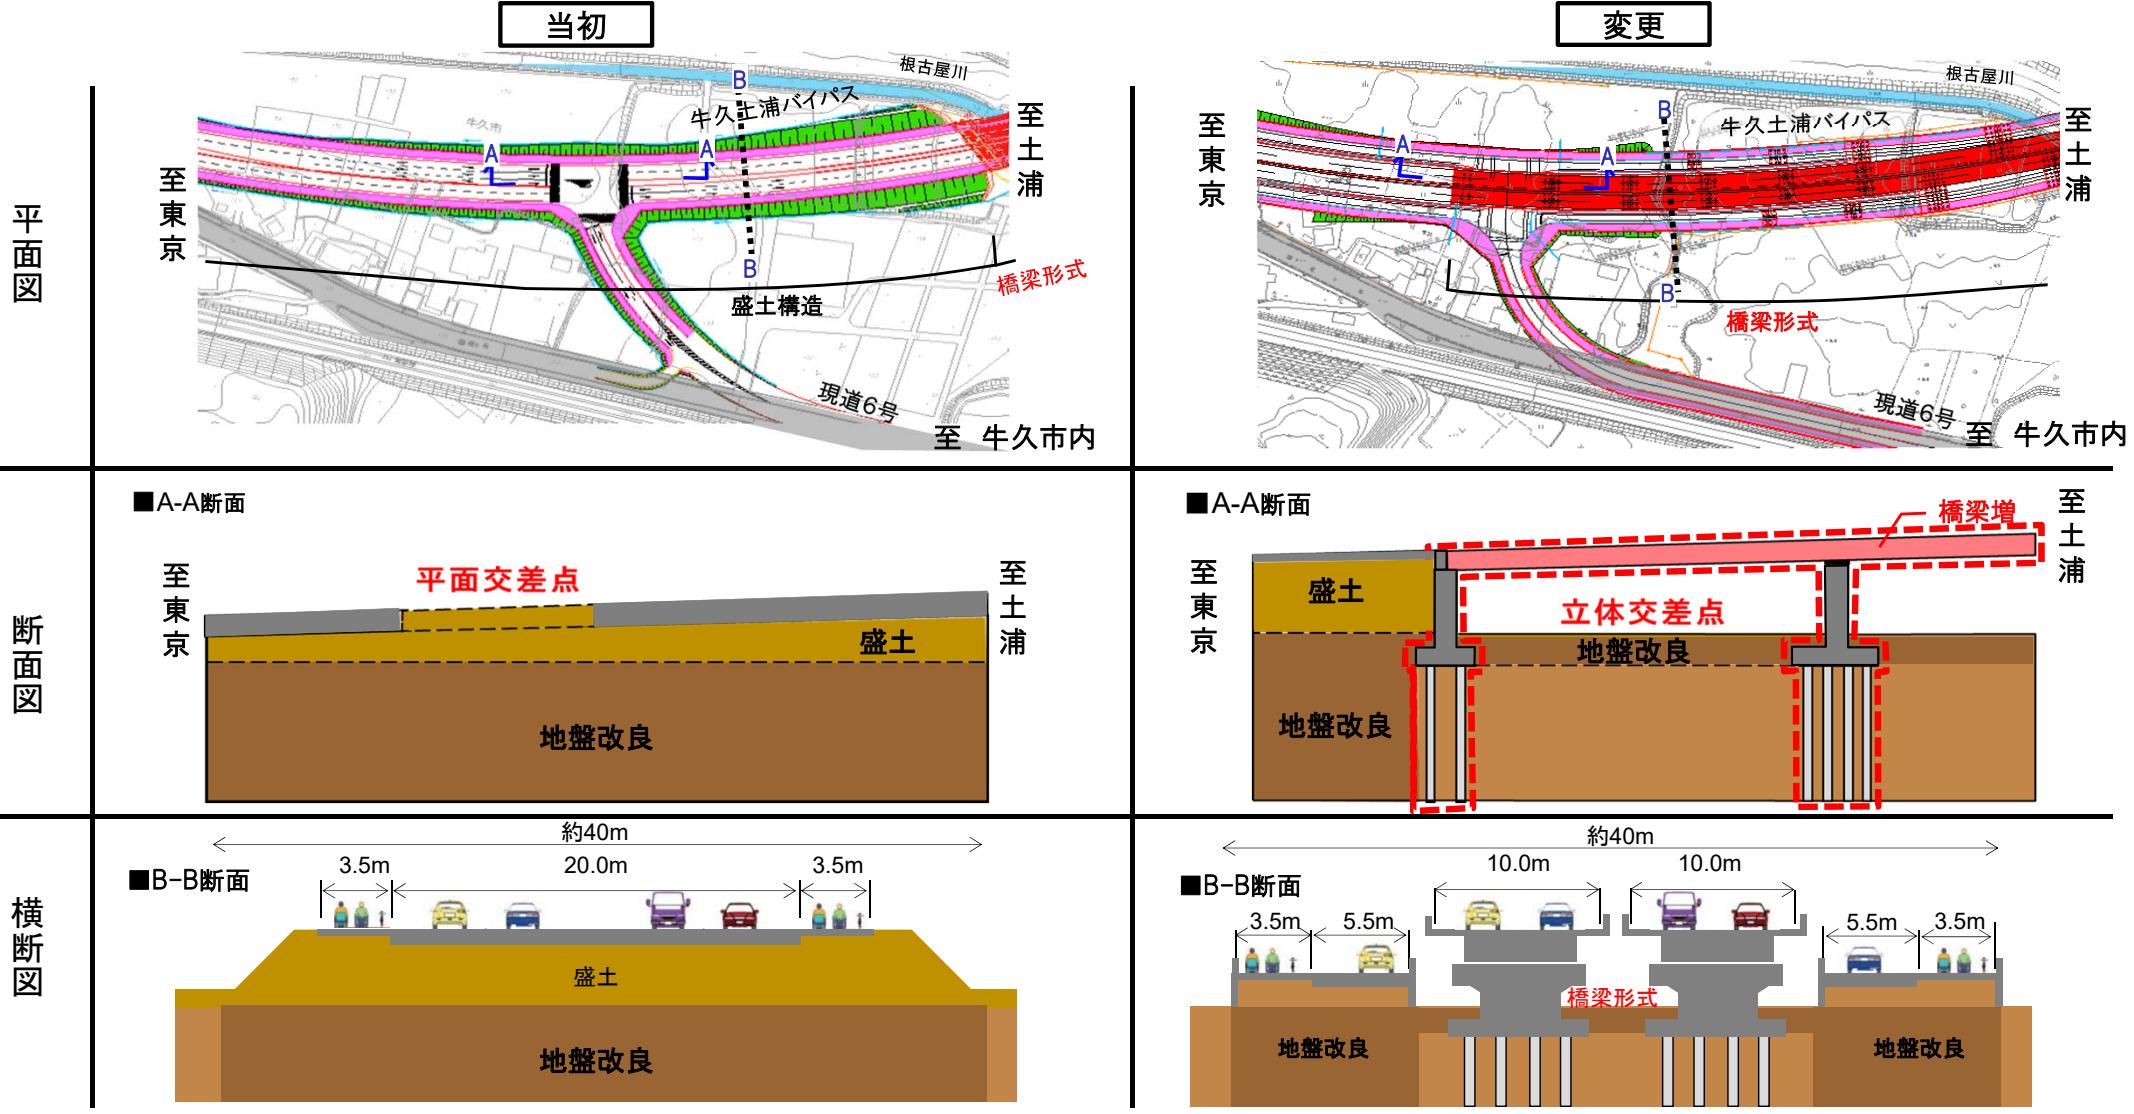 当初
変更
平面図
根古屋川
B
牛久土浦バイパス
牛久市
A
A
至東京
至土浦
B
橋梁形式
盛土構造
現道6号
至 牛久市内
根古屋川
B
牛久土浦バイパス
A
A
至東京
至土浦
B
橋梁形式
現道6号
至 牛久市内
断面図
■A-A断面
至東京
平面交差点
至土浦
盛土
地盤改良
■A-A断面
橋梁増
至土浦
至東京
盛土
立体交差点
地盤改良
地盤改良
横断図
約40m
3.5m
20.0m
3.5m
■B-B断面
盛土
地盤改良
約40m
10.0m
10.0m
■B-B断面
3.5m
5.5m
5.5m
3.5m
橋梁形式
地盤改良
地盤改良